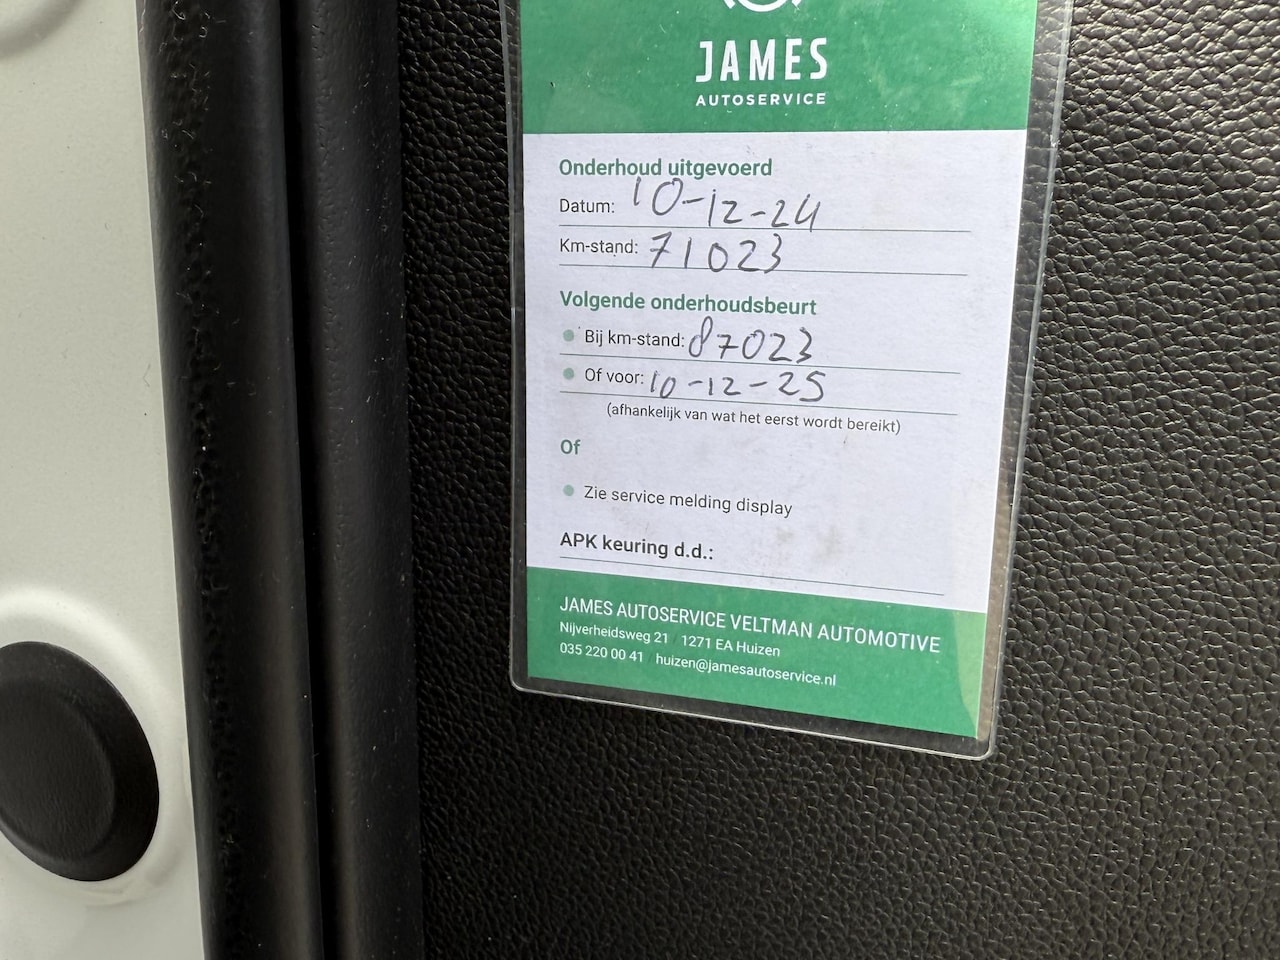 JAMES
AUTOSERVICE
Onderhoud uitgevoerd
Datum: 10-12-24
Km-stand: 71023
Volgende onderhoudsbeurt
Bij km-stand: 87023
Of voor: 10-12-25
(afhankelijk van wat het eerst wordt bereikt)
Of
Zie service melding display
APK keuring d.d.:
JAMES AUTOSERVICE VELTMAN AUTOMOTIVE
Nijverheidsweg 21 / 1271 EA Huizen
035 220 00 41 / huizen@jamesautoservice.nl